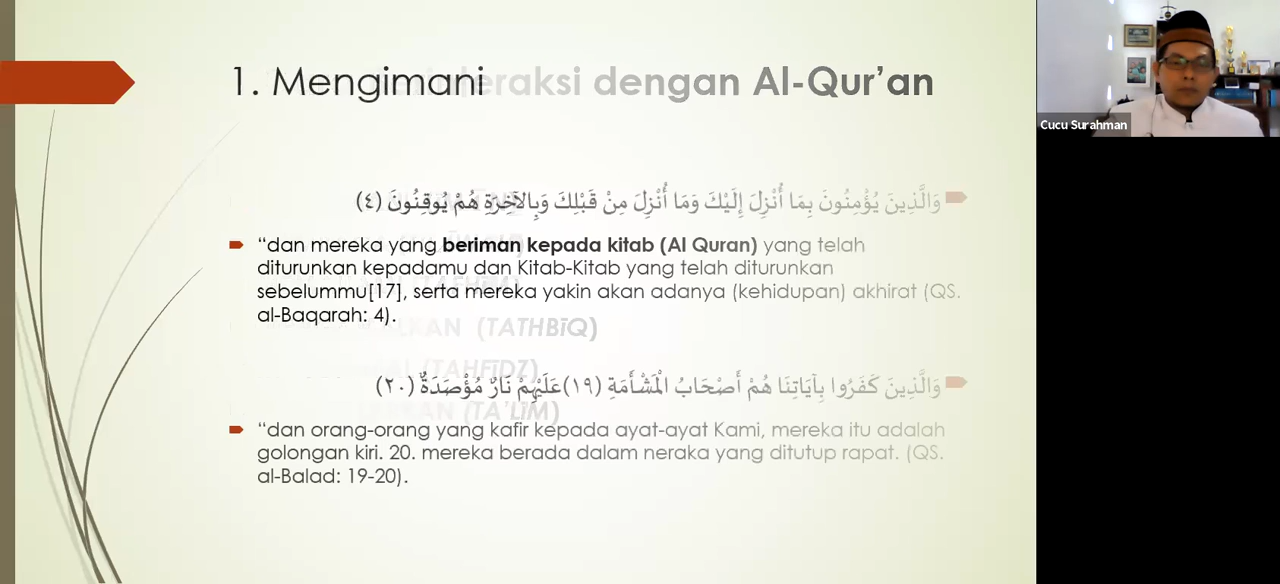 1. Mengimani
eraksi dengan Al-Qur’an
وَالَّذِينَ يُؤْمِنُونَ بِمَا أُنْزِلَ إِلَيْكَ وَمَا أُنْزِلَ مِنْ قَبْلِكَ وَبِالآخِرَةِ هُمْ يُوقِنُونَ (٤)
“dan mereka yang beriman kepada kitab (Al Quran) yang telah
diturunkan kepadamu dan Kitab-Kitab yang telah diturunkan
sebelummu[17], serta mereka yakin akan adanya (kehidupan) akhirat (QS.
al-Baqarah: 4).
KAN (TATHBĪQ)
(TAHFĪDZ)
وَالَّذِينَ كَفَرُوا بِآيَاتِنَا هُمْ أَصْحَابُ الْمَشْأَمَةِ (١٩)عَلَيْهِمْ نَارٌ مُؤْصَدَةٌ (٢٠)
KAN (TA’LĪM)
“dan orang-orang yang kafir kepada ayat-ayat Kami, mereka itu adalah
golongan kiri. 20. mereka berada dalam neraka yang ditutup rapat. (QS.
al-Balad: 19-20).
Cucu Surahman